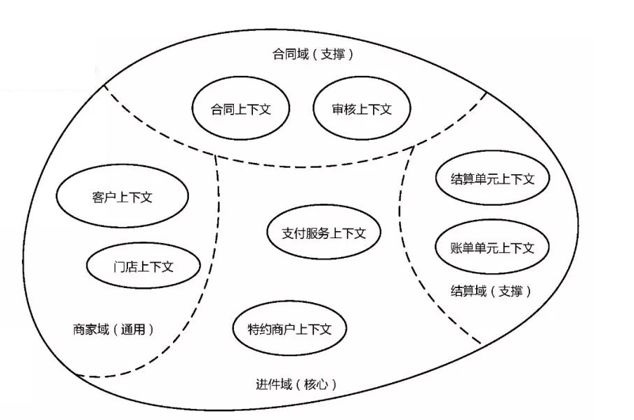 合同域（支撑）
合同上下文
审核上下文
客户上下文
门店上下文
商家域（通用）
支付服务上下文
特约商户上下文
进件域（核心）
结算单元上下文
账单单元上下文
结算域（支撑）